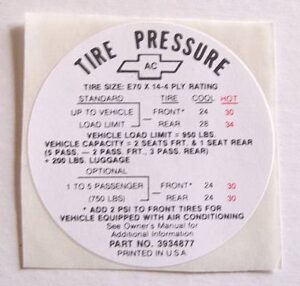 TIRE PRESSURE
AC
TIRE SIZE: E70 X 14-4 PLY RATING
STANDARD TIRE COOL HOT
UP TO VEHICLE FRONT* 24 30
LOAD LIMIT REAR 28 34
VEHICLE LOAD LIMIT = 950 LBS.
VEHICLE CAPACITY = 2 SEATS FRT. & 1 SEAT REAR
(5 PASS. — 2 PASS. FRT., 3 PASS. REAR)
+ 200 LBS. LUGGAGE
OPTIONAL
1 TO 5 PASSENGER FRONT* 24 30
(750 LBS) REAR 24 30
* ADD 2 PSI TO FRONT TIRES FOR
VEHICLE EQUIPPED WITH AIR CONDITIONING
See Owner's Manual for
Additional Information
PART NO. 3934877
PRINTED IN U.S.A.